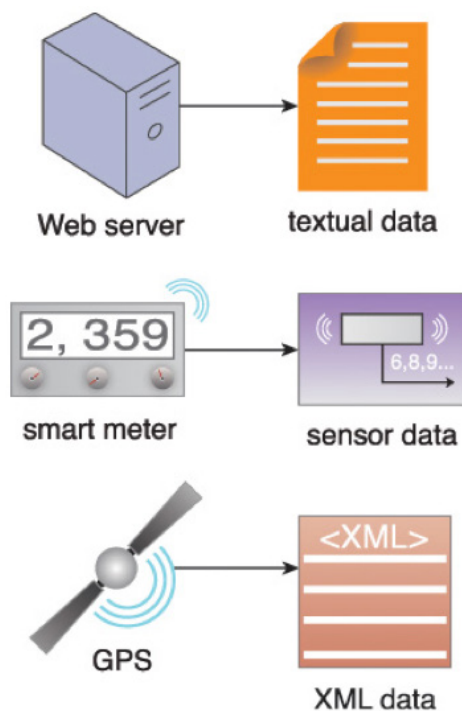 Web server
textual data
2, 359
6,8,9...
smart meter
sensor data
<XML>
GPS
XML data